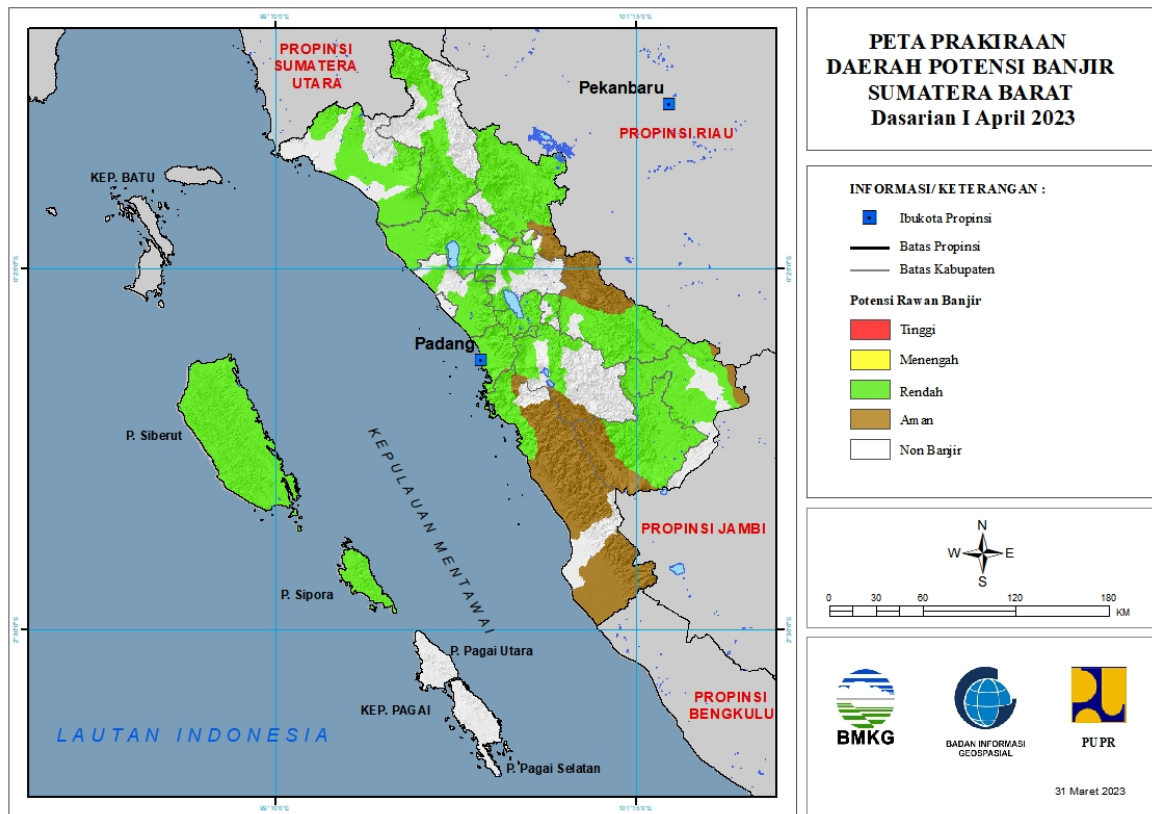 PETA PRAKIRAAN
DAERAH POTENSI BANJIR
SUMATERA BARAT
Dasarian I April 2023
INFORMASI/ KETERANGAN :
Ibukota Propinsi
Batas Propinsi
Batas Kabupaten
Potensi Rawan Banjir
Tinggi
Menengah
Rendah
Aman
Non Banjir
N
W E
S
0 30 60 120 180
KM
BMKG
BADAN INFORMASI
GEOSPASIAL
PUPR
31 Maret 2023
PROPINSI
SUMATERA
UTARA
Pekanbaru
PROPINSI RIAU
KEP. BATU
Padang
P. Siberut
KEPULAUAN MENTAWAI
PROPINSI JAMBI
P. Sipora
P. Pagai Utara
KEP. PAGAI
PROPINSI
BENGKULU
LAUTAN INDONESIA
P. Pagai Selatan